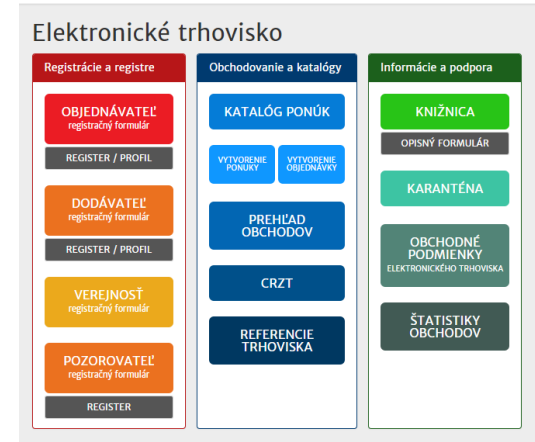 Elektronické trhovisko
Registrácie a registre
OBJEDNÁVATEĽ
registračný formulár
REGISTER / PROFIL
DODÁVATEĽ
registračný formulár
REGISTER / PROFIL
VEREJNOSŤ
registračný formulár
POZOROVATEĽ
registračný formulár
REGISTER
Obchodovanie a katalógy
KATALÓG PONÚK
VYTVORENIE
PONUKY
VYTVORENIE
OBJEDNÁVKY
PREHĽAD
OBCHODOV
CRZT
REFERENCIE
TRHOVISKA
Informácie a podpora
KNIŽNICA
OPISNÝ FORMULÁR
KARANTÉNA
OBCHODNÉ
PODMIENKY
ELEKTRONICKÉHO TRHOVISKA
ŠTATISTIKY
OBCHODOV